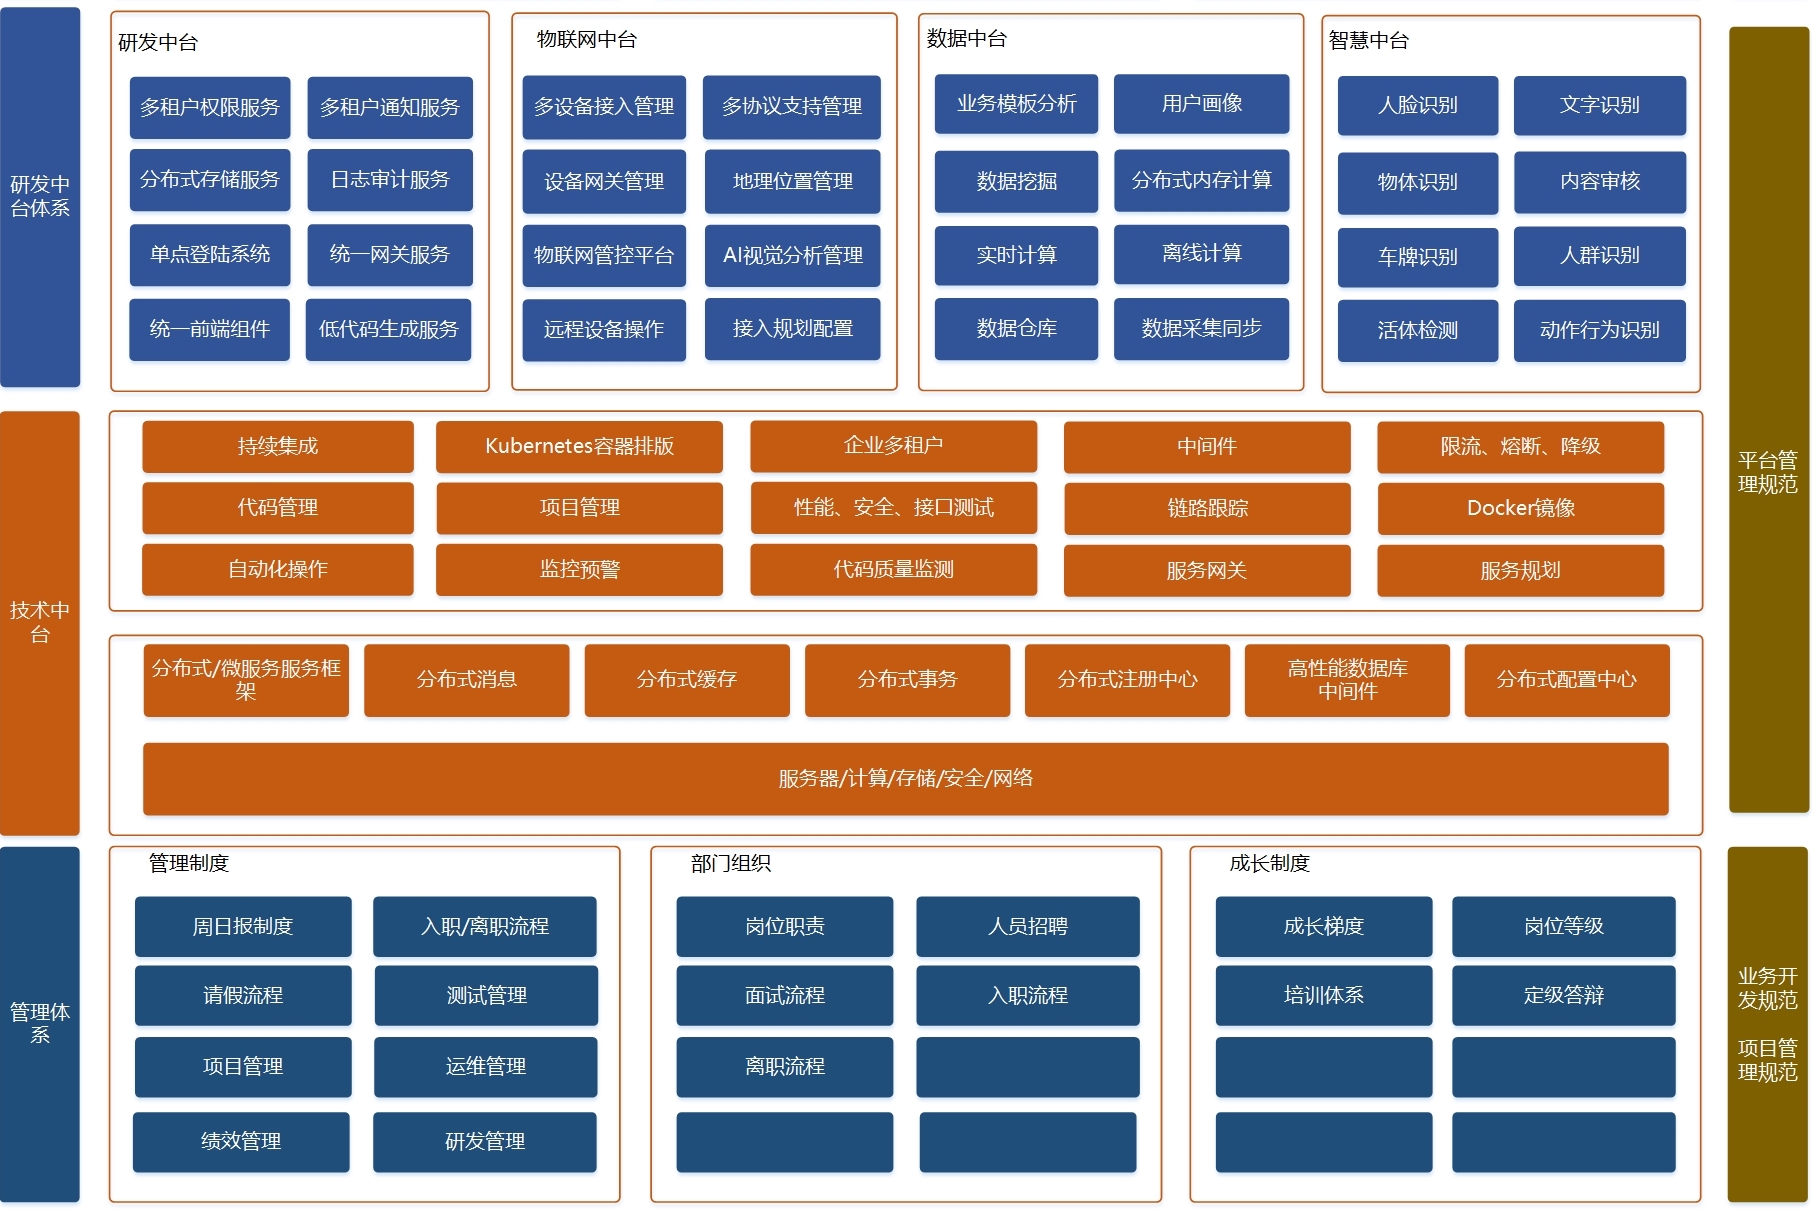 研发中
台体系
研发中台
多租户权限服务
多租户通知服务
分布式存储服务
日志审计服务
单点登陆系统
统一网关服务
统一前端组件
低代码生成服务
物联网中台
多设备接入管理
多协议支持管理
设备网关管理
地理位置管理
物联网管控平台
AI视觉分析管理
远程设备操作
接入规划配置
数据中台
业务模板分析
用户画像
数据挖掘
分布式内存计算
实时计算
离线计算
数据仓库
数据采集同步
智慧中台
人脸识别
文字识别
物体识别
内容审核
车牌识别
人群识别
活体检测
动作行为识别
平台管
理规范
技术中
台
持续集成
Kubernetes容器排版
企业多租户
中间件
限流、熔断、降级
代码管理
项目管理
性能、安全、接口测试
链路跟踪
Docker镜像
自动化操作
监控预警
代码质量监测
服务网关
服务规划
分布式/微服务服务框
架
分布式消息
分布式缓存
分布式事务
分布式注册中心
高性能数据库
中间件
分布式配置中心
服务器/计算/存储/安全/网络
管理体
系
管理制度
周日报制度
入职/离职流程
请假流程
测试管理
项目管理
运维管理
绩效管理
研发管理
部门组织
岗位职责
人员招聘
面试流程
入职流程
离职流程
成长制度
成长梯度
岗位等级
培训体系
定级答辩
业务开
发规范
项目管
理规范